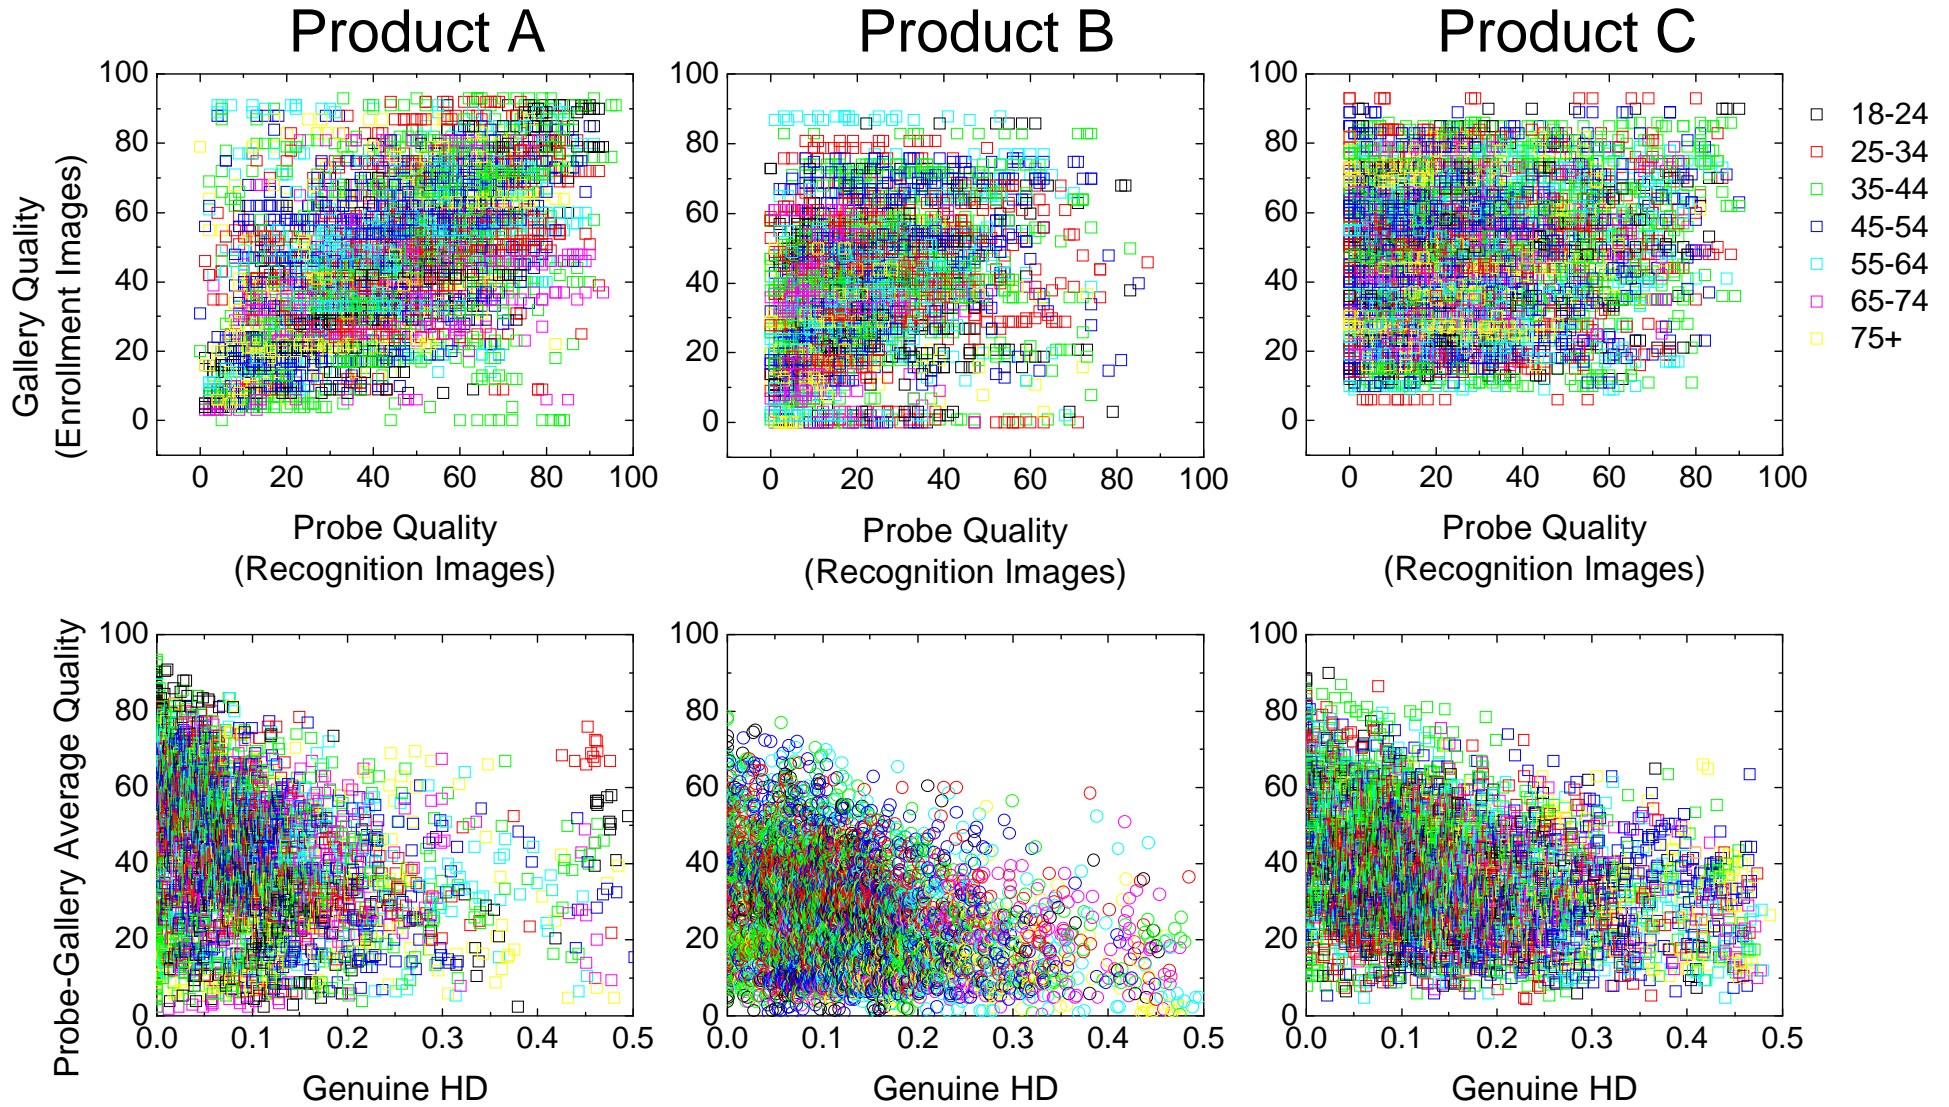 Product A
Product B
Product C
Gallery Quality
(Enrollment Images)
100
80
60
40
20
0
0 20 40 60 80 100
Probe Quality
(Recognition Images)
100
80
60
40
20
0
0 20 40 60 80 100
Probe Quality
(Recognition Images)
100
80
60
40
20
0
0 20 40 60 80 100
Probe Quality
(Recognition Images)
18-24
25-34
35-44
45-54
55-64
65-74
75+
Probe-Gallery Average Quality
100
80
60
40
20
0
0.0 0.1 0.2 0.3 0.4 0.5
Genuine HD
100
80
60
40
20
0
0.0 0.1 0.2 0.3 0.4 0.5
Genuine HD
100
80
60
40
20
0
0.0 0.1 0.2 0.3 0.4 0.5
Genuine HD